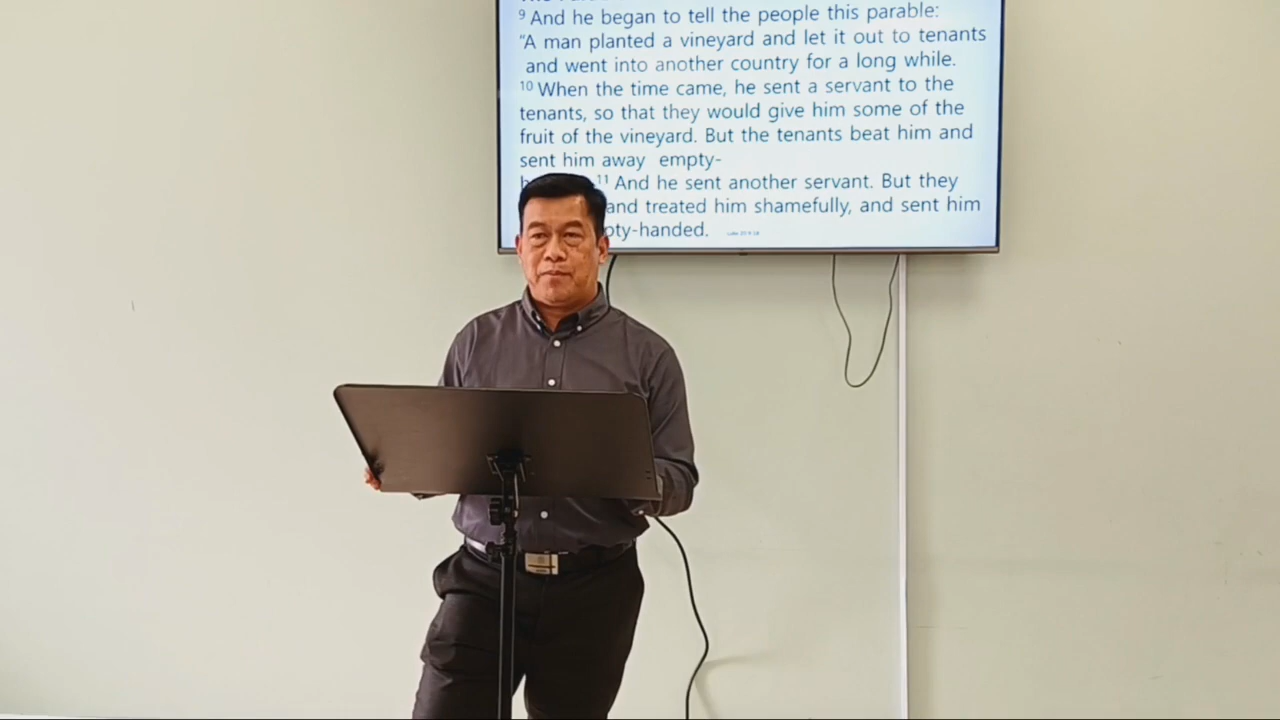 9 And he began to tell the people this parable:
“A man planted a vineyard and let it out to tenants
and went into another country for a long while.
10 When the time came, he sent a servant to the
tenants, so that they would give him some of the
fruit of the vineyard. But the tenants beat him and
sent him away empty-
11 And he sent another servant. But they
and treated him shamefully, and sent him
pty-handed.